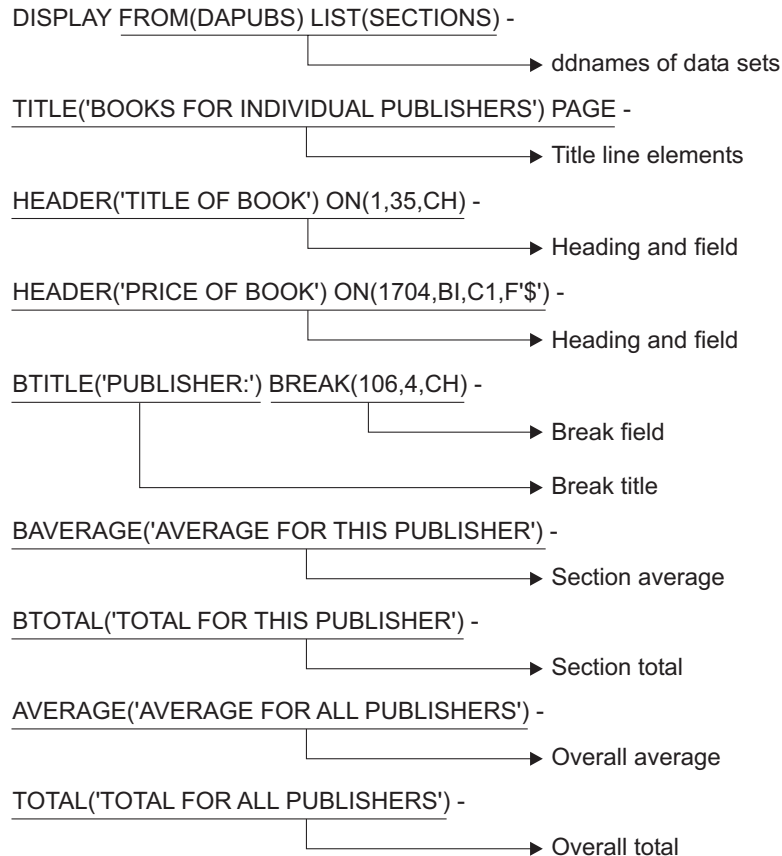 DISPLAY FROM(DAPUBS) LIST(SECTIONS) -
ddnames of data sets
TITLE('BOOKS FOR INDIVIDUAL PUBLISHERS') PAGE -
Title line elements
HEADER('TITLE OF BOOK') ON(1,35,CH) -
Heading and field
HEADER('PRICE OF BOOK') ON(1704,BI,C1,F'$') -
Heading and field
BTITLE('PUBLISHER:') BREAK(106,4,CH) -
Break field
Break title
BAVERAGE('AVERAGE FOR THIS PUBLISHER') -
Section average
BTOTAL('TOTAL FOR THIS PUBLISHER') -
Section total
AVERAGE('AVERAGE FOR ALL PUBLISHERS') -
Overall average
TOTAL('TOTAL FOR ALL PUBLISHERS') -
Overall total